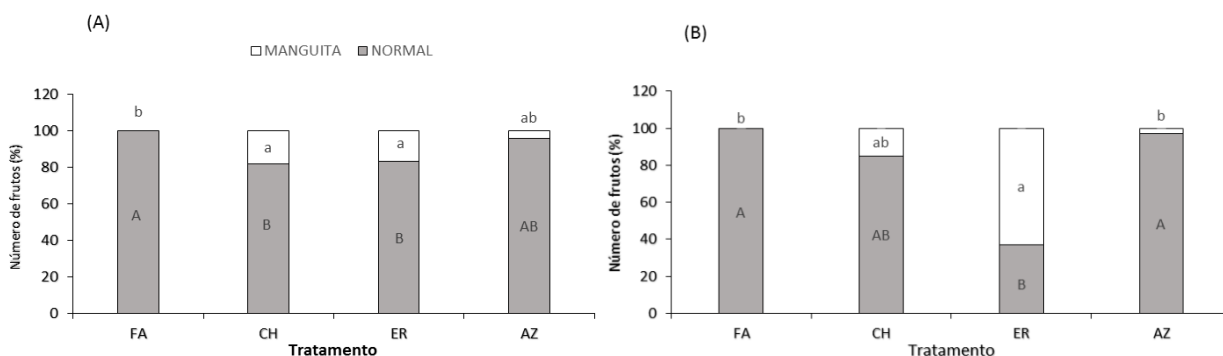 (A)
MANGUITA NORMAL
Número de frutos (%)
120
100
80
60
40
20
0
b
a
a
ab
A
B
B
AB
FA CH ER AZ
Tratamento
(B)
Número de frutos (%)
120
100
80
60
40
20
0
b
ab
a
b
A
AB
B
A
FA CH ER AZ
Tratamento